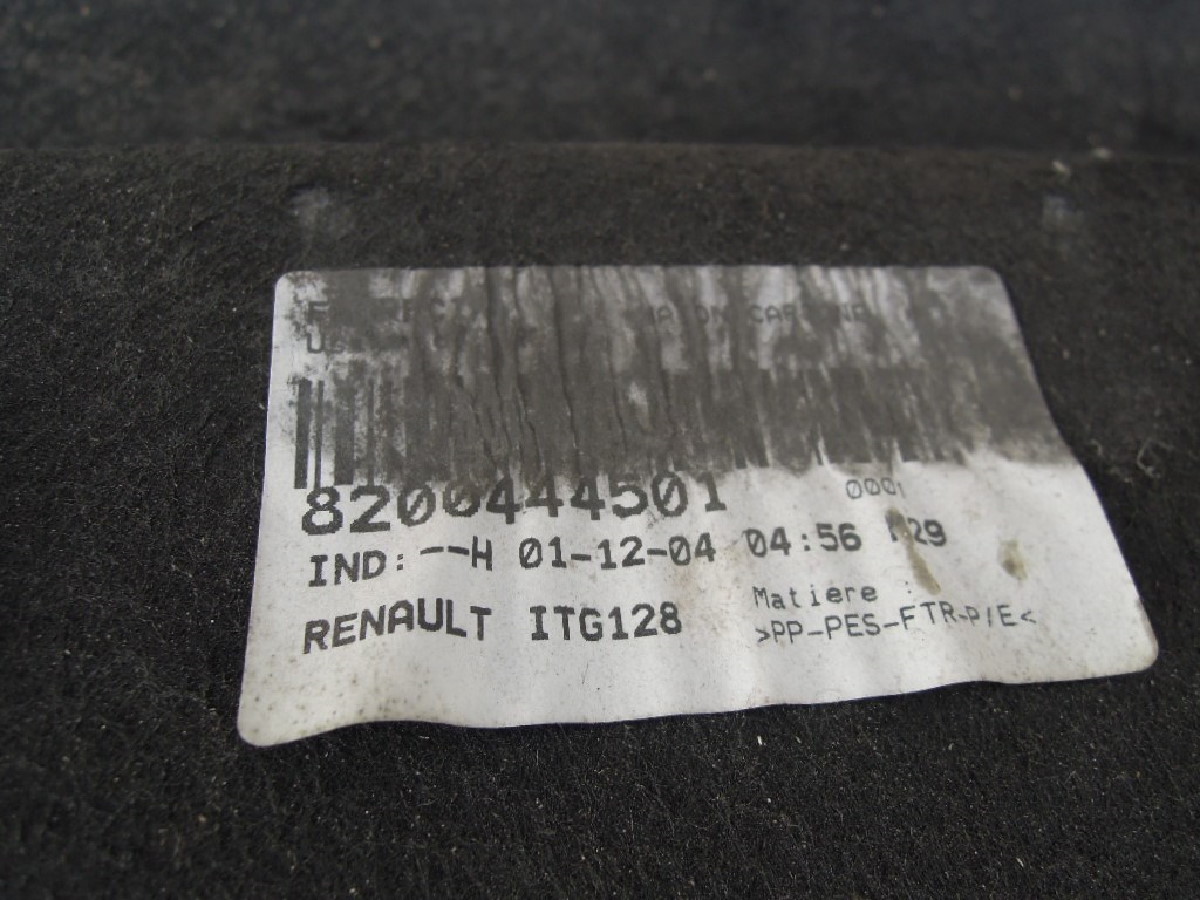 8200444501 0001
IND: --H 01-12-04 04:56
RENAULT ITG128
Matiere :
>PP-PES-FTR-P/E<